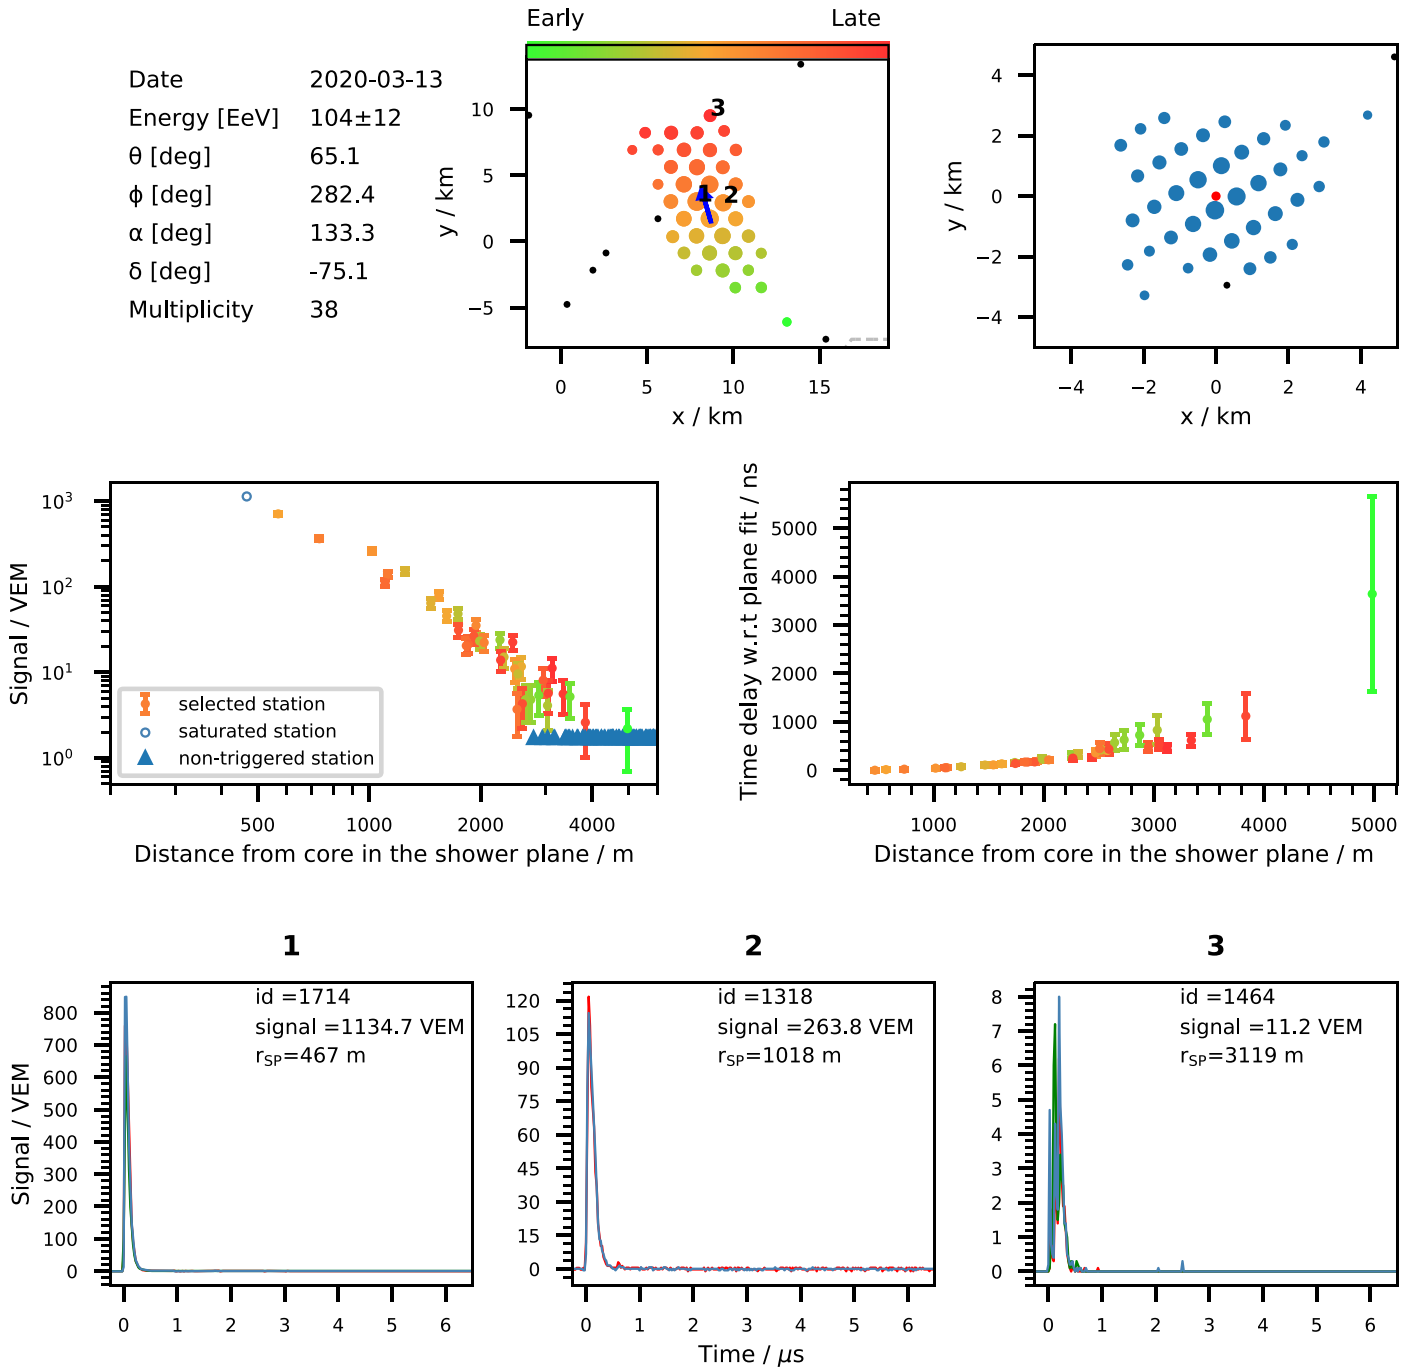 Early Late
Date 2020-03-13
Energy [EeV] 104±12
θ [deg] 65.1
ϕ [deg] 282.4
α [deg] 133.3
δ [deg] -75.1
Multiplicity 38
10
5
0
−5
y / km
0 5 10 15
x / km
3
1 2
4
2
0
−2
−4
y / km
−4 −2 0 2 4
x / km
10³
10²
10¹
10⁰
Signal / VEM
selected station
saturated station
non-triggered station
500 1000 2000 4000
Distance from core in the shower plane / m
5000
4000
3000
2000
1000
0
Time delay w.r.t plane fit / ns
1000 2000 3000 4000 5000
Distance from core in the shower plane / m
1
id =1714
signal =1134.7 VEM
r_SP=467 m
800
700
600
500
400
300
200
100
0
Signal / VEM
0 1 2 3 4 5 6
2
id =1318
signal =263.8 VEM
r_SP=1018 m
120
105
90
75
60
45
30
15
0
0 1 2 3 4 5 6
Time / μs
3
id =1464
signal =11.2 VEM
r_SP=3119 m
8
7
6
5
4
3
2
1
0
0 1 2 3 4 5 6